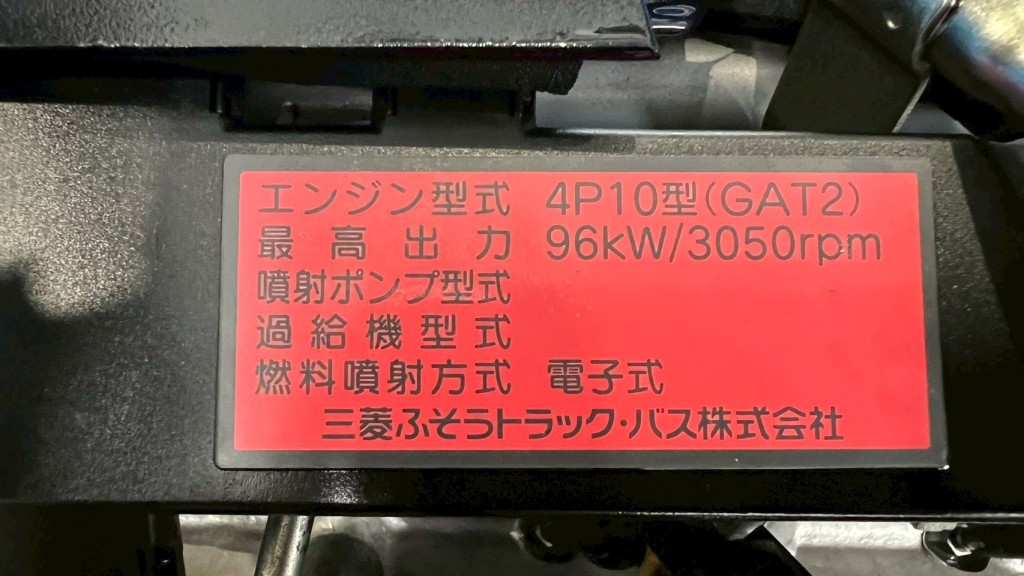 エンジン型式 4P10型(GAT2)
最高出力 96kW/3050rpm
噴射ポンプ型式
過給機型式
燃料噴射方式 電子式
三菱ふそうトラック・バス株式会社